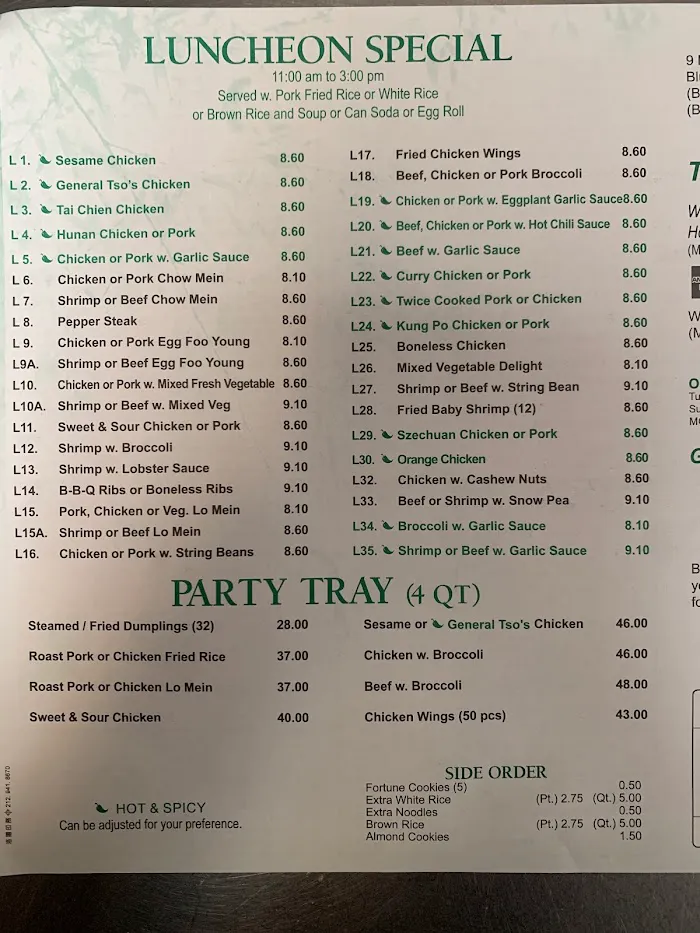 LUNCHEON SPECIAL
11:00 am to 3:00 pm
Served w. Pork Fried Rice or White Rice
or Brown Rice and Soup or Can Soda or Egg Roll
L 1. Sesame Chicken 8.60
L 2. General Tso's Chicken 8.60
L 3. Tai Chien Chicken 8.60
L 4. Hunan Chicken or Pork 8.60
L 5. Chicken or Pork w. Garlic Sauce 8.60
L 6. Chicken or Pork Chow Mein 8.10
L 7. Shrimp or Beef Chow Mein 8.60
L 8. Pepper Steak 8.60
L 9. Chicken or Pork Egg Foo Young 8.10
L9A. Shrimp or Beef Egg Foo Young 8.60
L10. Chicken or Pork w. Mixed Fresh Vegetable 8.60
L10A. Shrimp or Beef w. Mixed Veg 9.10
L11. Sweet & Sour Chicken or Pork 8.60
L12. Shrimp w. Broccoli 9.10
L13. Shrimp w. Lobster Sauce 9.10
L14. B-B-Q Ribs or Boneless Ribs 9.10
L15. Pork, Chicken or Veg. Lo Mein 8.10
L15A. Shrimp or Beef Lo Mein 8.60
L16. Chicken or Pork w. String Beans 8.60
L17. Fried Chicken Wings 8.60
L18. Beef, Chicken or Pork Broccoli 8.60
L19. Chicken or Pork w. Eggplant Garlic Sauce 8.60
L20. Beef, Chicken or Pork w. Hot Chili Sauce 8.60
L21. Beef w. Garlic Sauce 8.60
L22. Curry Chicken or Pork 8.60
L23. Twice Cooked Pork or Chicken 8.60
L24. Kung Po Chicken or Pork 8.60
L25. Boneless Chicken 8.60
L26. Mixed Vegetable Delight 8.10
L27. Shrimp or Beef w. String Bean 9.10
L28. Fried Baby Shrimp (12) 8.60
L29. Szechuan Chicken or Pork 8.60
L30. Orange Chicken 8.60
L32. Chicken w. Cashew Nuts 8.60
L33. Beef or Shrimp w. Snow Pea 9.10
L34. Broccoli w. Garlic Sauce 8.10
L35. Shrimp or Beef w. Garlic Sauce 9.10
PARTY TRAY (4 QT)
Steamed / Fried Dumplings (32) 28.00
Roast Pork or Chicken Fried Rice 37.00
Roast Pork or Chicken Lo Mein 37.00
Sweet & Sour Chicken 40.00
Sesame or General Tso's Chicken 46.00
Chicken w. Broccoli 46.00
Beef w. Broccoli 48.00
Chicken Wings (50 pcs) 43.00
HOT & SPICY
Can be adjusted for your preference.
SIDE ORDER
Fortune Cookies (5) 0.50
Extra White Rice (Pt.) 2.75 (Qt.) 5.00
Extra Noodles 0.50
Brown Rice (Pt.) 2.75 (Qt.) 5.00
Almond Cookies 1.50